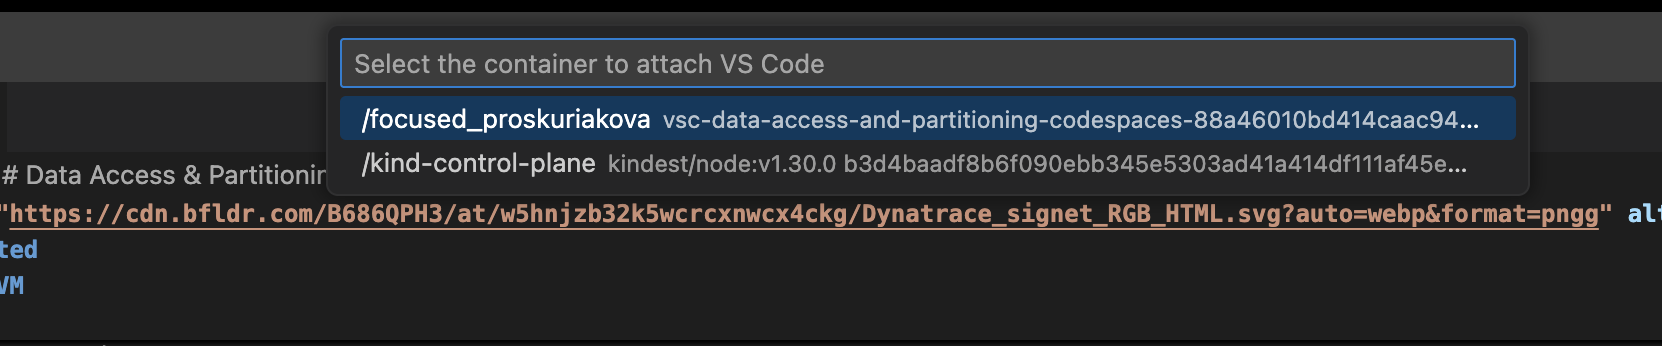 Select the container to attach VS Code
/focused_proskuriakova vsc-data-access-and-partitioning-codespaces-88a46010bd414caac94...
/kind-control-plane kindest/node:v1.30.0 b3d4baadf8b6f090ebb345e5303ad41a414df111af45e...
# Data Access & Partitionin
"https://cdn.bfldr.com/B686QPH3/at/w5hnjzb32k5wcrcxnwcx4ckg/Dynatrace_signet_RGB_HTML.svg?auto=webp&format=pngg" alt
ted
VM